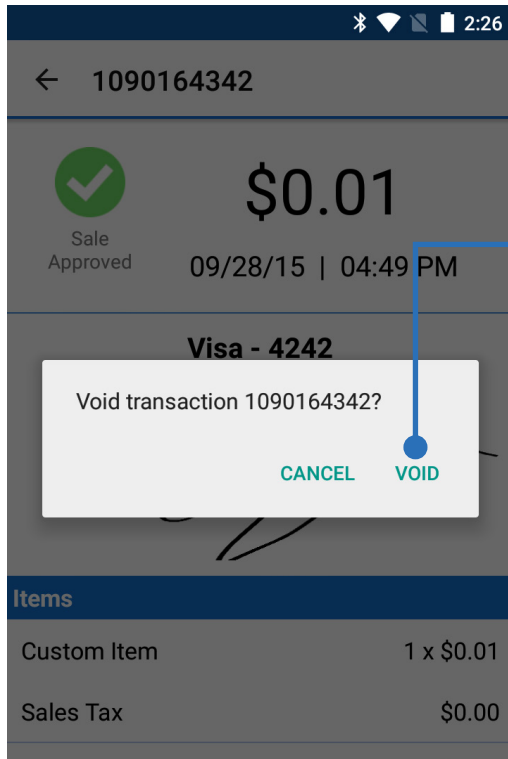 2:26
1090164342
$0.01
Sale
Approved
09/28/15 | 04:49 PM
Visa - 4242
Void transaction 1090164342?
CANCEL VOID
Items
Custom Item 1 x $0.01
Sales Tax $0.00